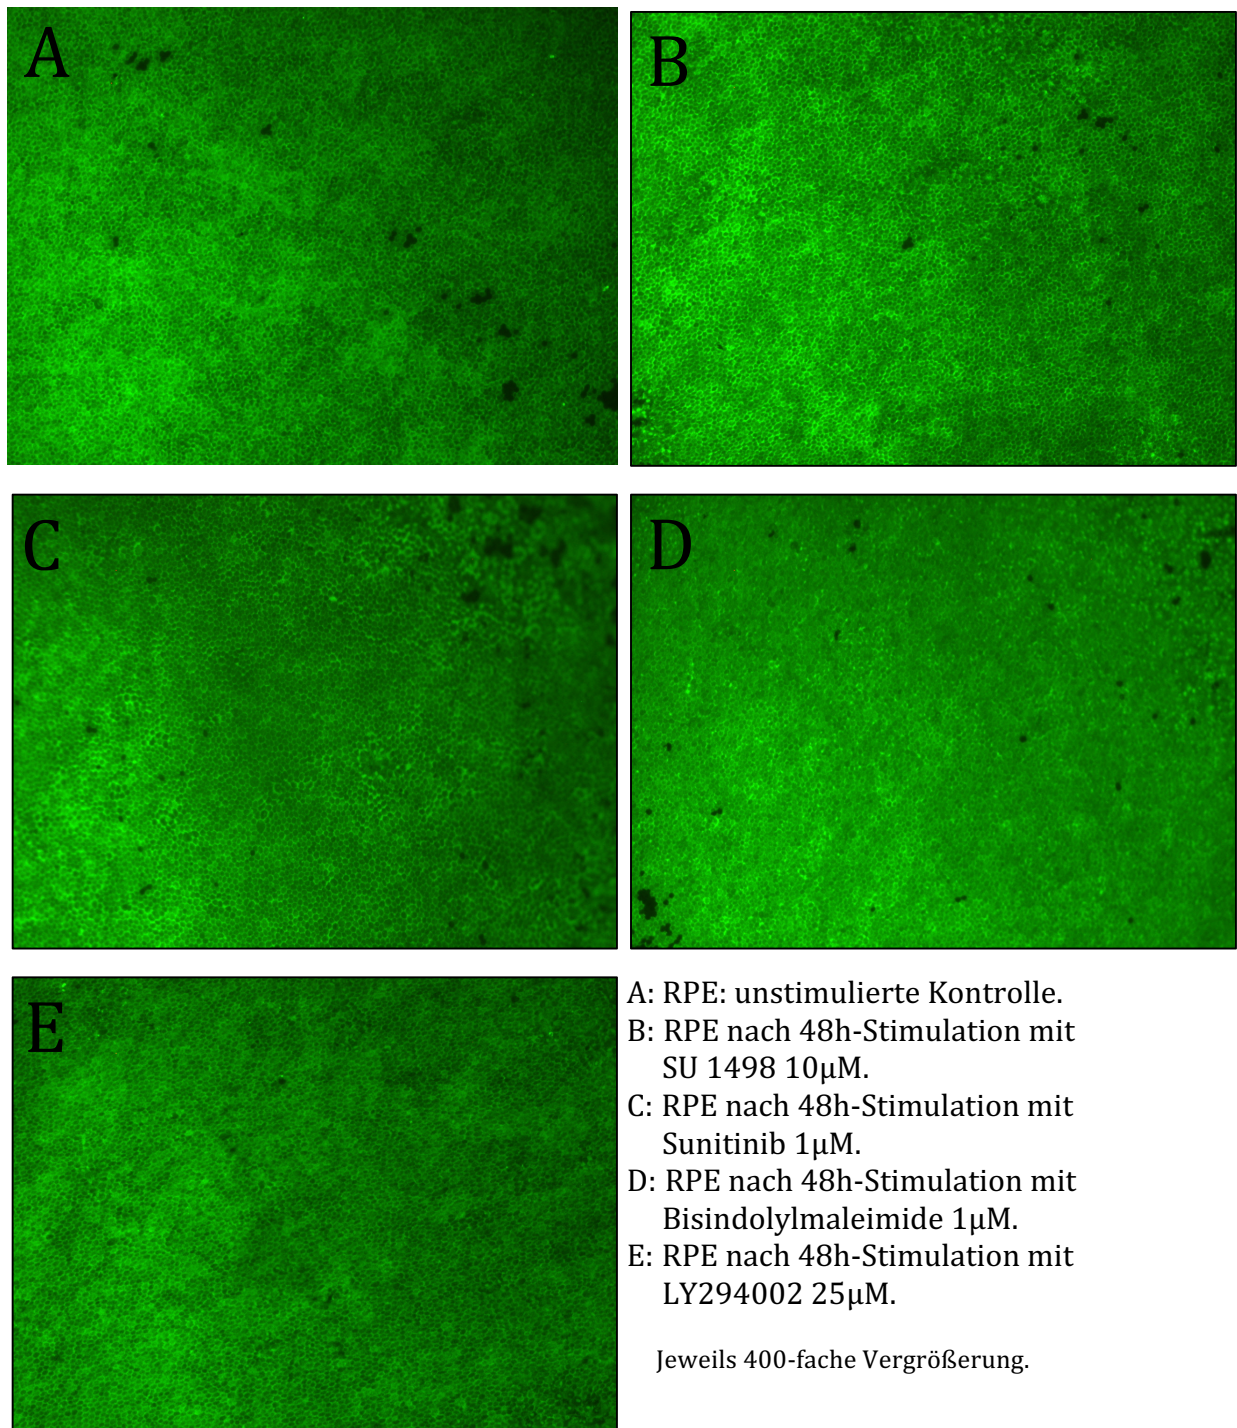 A
B
C
D
E
A: RPE: unstimulierte Kontrolle.
B: RPE nach 48h-Stimulation mit
SU 1498 10µM.
C: RPE nach 48h-Stimulation mit
Sunitinib 1µM.
D: RPE nach 48h-Stimulation mit
Bisindolylmaleimide 1µM.
E: RPE nach 48h-Stimulation mit
LY294002 25µM.
Jeweils 400-fache Vergrößerung.